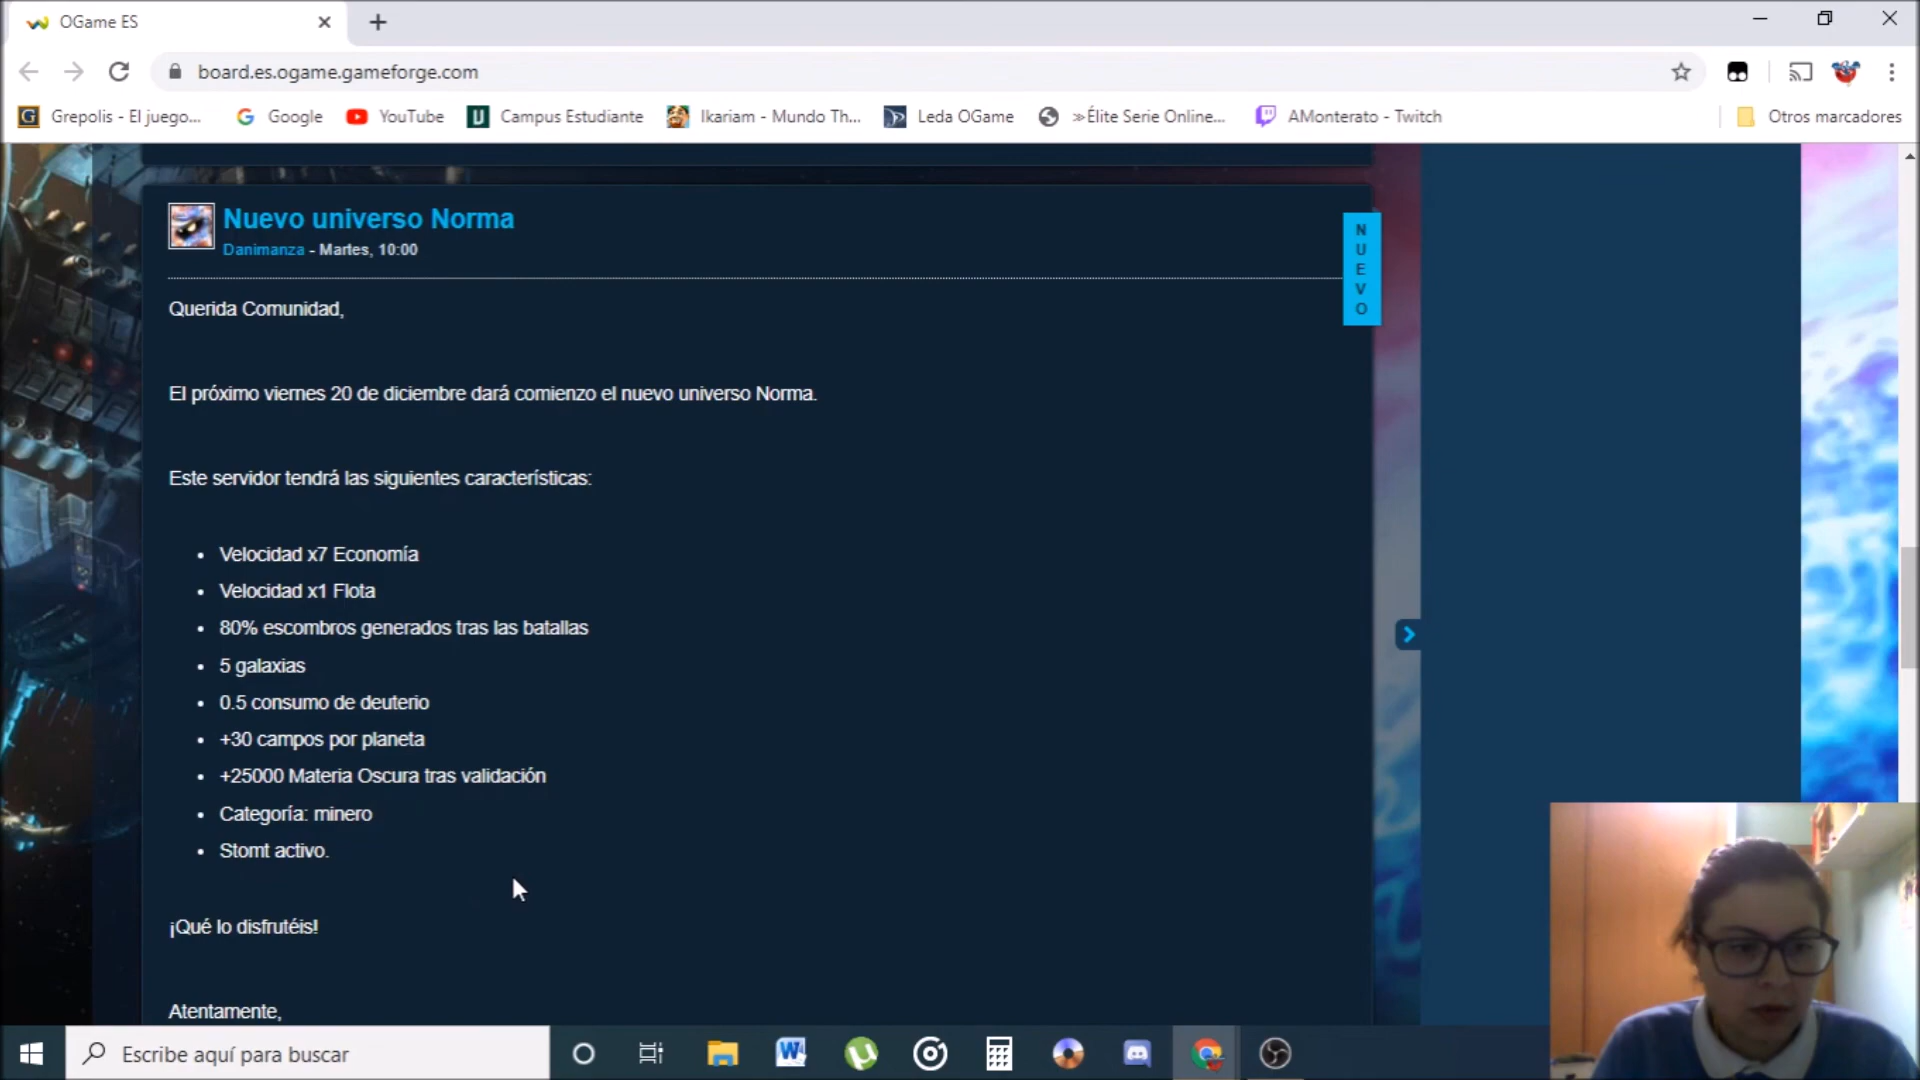 OGame ES
board.es.ogame.gameforge.com
Grepolis - El juego...
Google
YouTube
Campus Estudiante
Ikariam - Mundo Th...
Leda OGame
≫Élite Serie Online...
AMonterato - Twitch
Otros marcadores
Nuevo universo Norma
Danimanza - Martes, 10:00
NUEVO
Querida Comunidad,
El próximo viernes 20 de diciembre dará comienzo el nuevo universo Norma.
Este servidor tendrá las siguientes características:
• Velocidad x7 Economía
• Velocidad x1 Flota
• 80% escombros generados tras las batallas
• 5 galaxias
• 0.5 consumo de deuterio
• +30 campos por planeta
• +25000 Materia Oscura tras validación
• Categoría: minero
• Stomt activo.
¡Qué lo disfrutéis!
Atentamente,
Escribe aquí para buscar